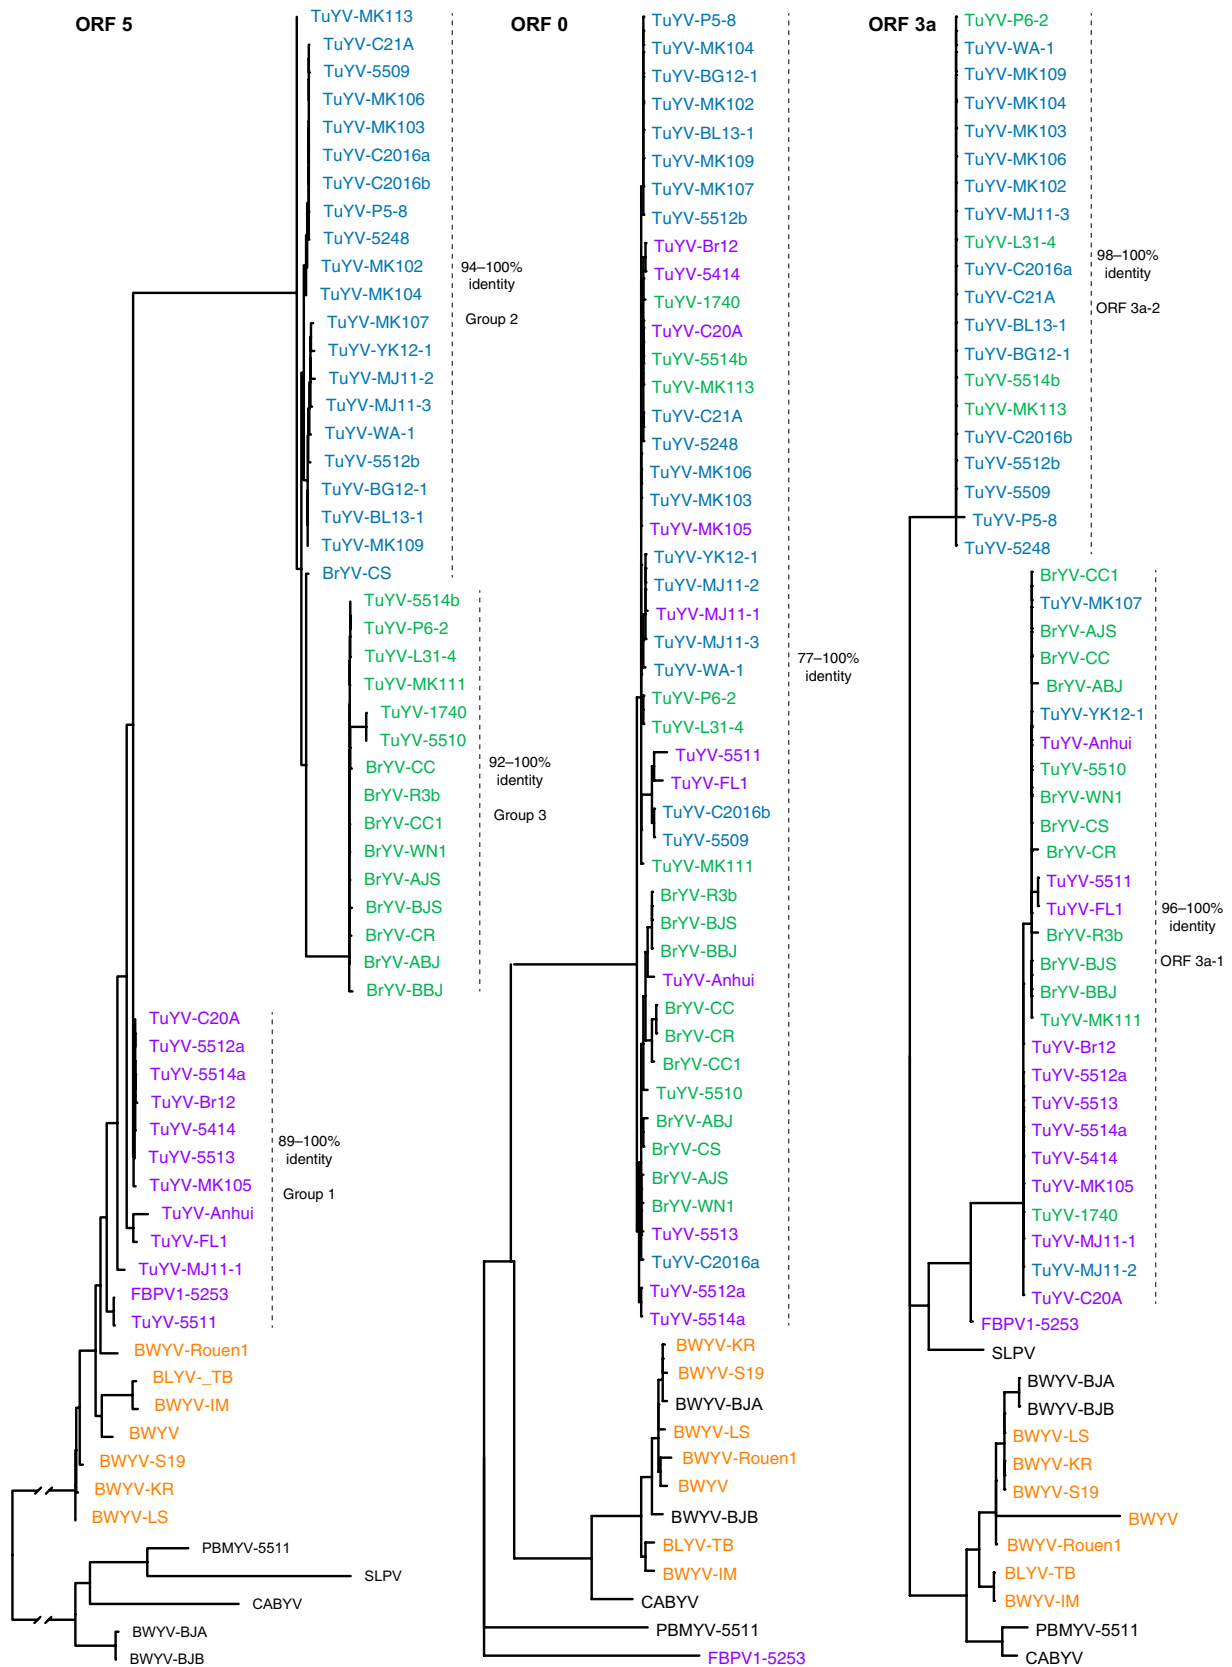 ORF 5
TuYV-MK113
TuYV-C21A
TuYV-5509
TuYV-MK106
TuYV-MK103
TuYV-C2016a
TuYV-C2016b
TuYV-P5-8
TuYV-5248
TuYV-MK102
TuYV-MK104
TuYV-MK107
TuYV-YK12-1
TuYV-MJ11-2
TuYV-MJ11-3
TuYV-WA-1
TuYV-5512b
TuYV-BG12-1
TuYV-BL13-1
TuYV-MK109
BrYV-CS
94–100%
identity
Group 2
TuYV-5514b
TuYV-P6-2
TuYV-L31-4
TuYV-MK111
TuYV-1740
TuYV-5510
BrYV-CC
BrYV-R3b
BrYV-CC1
BrYV-WN1
BrYV-AJS
BrYV-BJS
BrYV-CR
BrYV-ABJ
BrYV-BBJ
92–100%
identity
Group 3
TuYV-C20A
TuYV-5512a
TuYV-5514a
TuYV-Br12
TuYV-5414
TuYV-5513
TuYV-MK105
TuYV-Anhui
TuYV-FL1
TuYV-MJ11-1
FBPV1-5253
TuYV-5511
89–100%
identity
Group 1
BWYV-Rouen1
BLYV-_TB
BWYV-IM
BWYV
BWYV-S19
BWYV-KR
BWYV-LS
PBMYV-5511
SLPV
CABYV
BWYV-BJA
BWYV-BJB
ORF 0
TuYV-P5-8
TuYV-MK104
TuYV-BG12-1
TuYV-MK102
TuYV-BL13-1
TuYV-MK109
TuYV-MK107
TuYV-5512b
TuYV-Br12
TuYV-5414
TuYV-1740
TuYV-C20A
TuYV-5514b
TuYV-MK113
TuYV-C21A
TuYV-5248
TuYV-MK106
TuYV-MK103
TuYV-MK105
TuYV-YK12-1
TuYV-MJ11-2
TuYV-MJ11-1
TuYV-MJ11-3
TuYV-WA-1
TuYV-P6-2
TuYV-L31-4
TuYV-5511
TuYV-FL1
TuYV-C2016b
TuYV-5509
TuYV-MK111
BrYV-R3b
BrYV-BJS
BrYV-BBJ
TuYV-Anhui
BrYV-CC
BrYV-CR
BrYV-CC1
TuYV-5510
BrYV-ABJ
BrYV-CS
BrYV-AJS
BrYV-WN1
TuYV-5513
TuYV-C2016a
TuYV-5512a
TuYV-5514a
77–100%
identity
BWYV-KR
BWYV-S19
BWYV-BJA
BWYV-LS
BWYV-Rouen1
BWYV
BWYV-BJB
BLYV-TB
BWYV-IM
CABYV
PBMYV-5511
FBPV1-5253
ORF 3a
TuYV-P6-2
TuYV-WA-1
TuYV-MK109
TuYV-MK104
TuYV-MK103
TuYV-MK106
TuYV-MK102
TuYV-MJ11-3
TuYV-L31-4
TuYV-C2016a
TuYV-C21A
TuYV-BL13-1
TuYV-BG12-1
TuYV-5514b
TuYV-MK113
TuYV-C2016b
TuYV-5512b
TuYV-5509
TuYV-P5-8
TuYV-5248
98–100%
identity
ORF 3a-2
BrYV-CC1
TuYV-MK107
BrYV-AJS
BrYV-CC
BrYV-ABJ
TuYV-YK12-1
TuYV-Anhui
TuYV-5510
BrYV-WN1
BrYV-CS
BrYV-CR
TuYV-5511
TuYV-FL1
BrYV-R3b
BrYV-BJS
BrYV-BBJ
TuYV-MK111
TuYV-Br12
TuYV-5512a
TuYV-5513
TuYV-5514a
TuYV-5414
TuYV-MK105
TuYV-1740
TuYV-MJ11-1
TuYV-MJ11-2
TuYV-C20A
96–100%
identity
ORF 3a-1
FBPV1-5253
SLPV
BWYV-BJA
BWYV-BJB
BWYV-LS
BWYV-KR
BWYV-S19
BWYV
BWYV-Rouen1
BLYV-TB
BWYV-IM
PBMYV-5511
CABYV